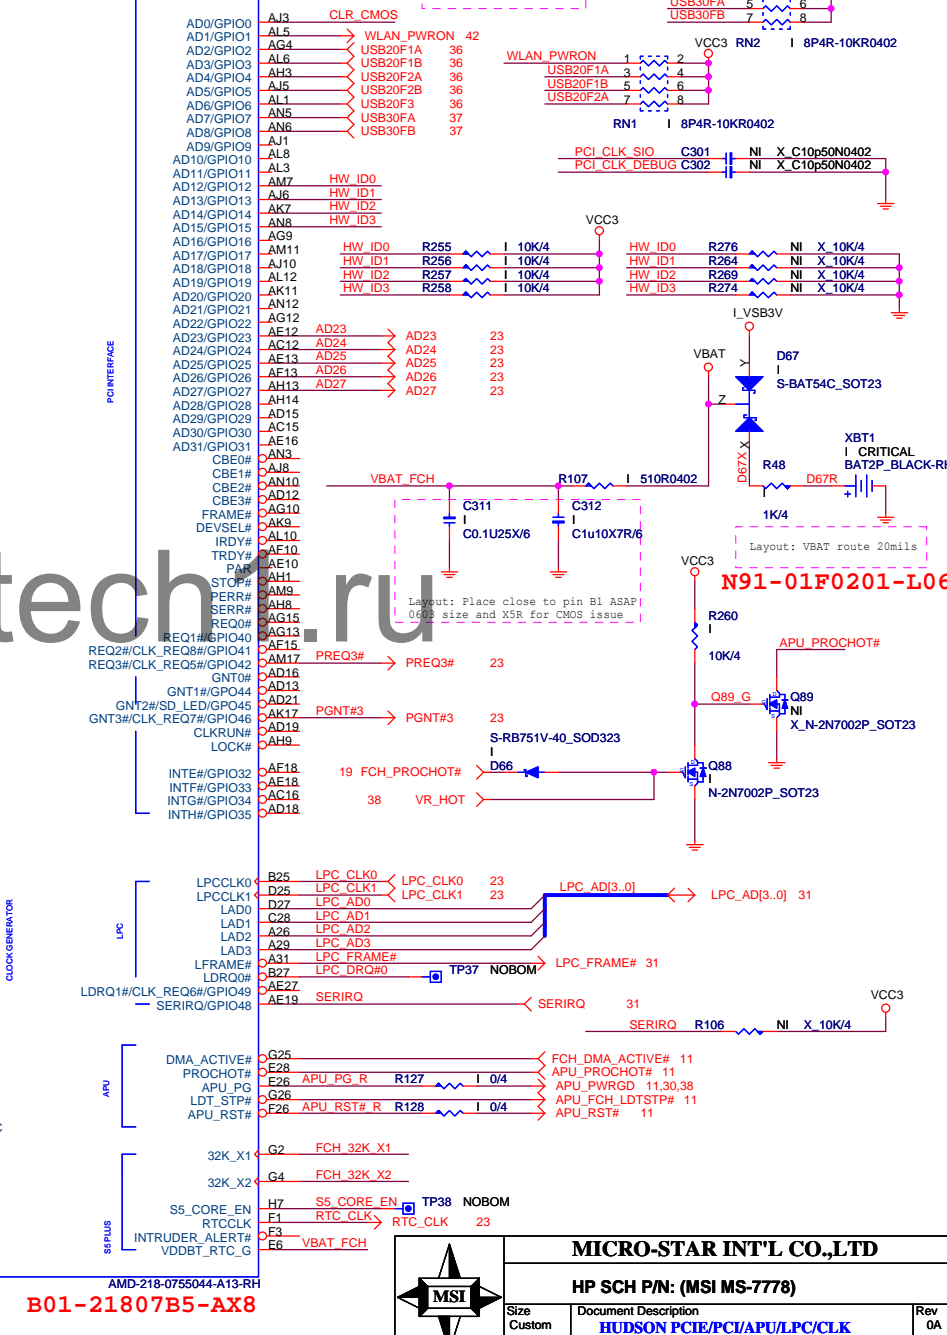 AD0/GPIO0 AJ3 CLR_CMOS
AD1/GPIO1 AL5 WLAN_PWRON 42
AD2/GPIO2 AG4 USB20F1A 36
AD3/GPIO3 AL6 USB20F1B 36
AD4/GPIO4 AH3 USB20F2A 36
AD5/GPIO5 AJ5 USB20F2B 36
AD6/GPIO6 AL1 USB20F3 36
AD7/GPIO7 AN5 USB30FA 37
AD8/GPIO8 AN6 USB30FB 37
AD9/GPIO9 AJ1
AD10/GPIO10 AL8
AD11/GPIO11 AL3
AD12/GPIO12 AM7 HW_ID0
AD13/GPIO13 AJ6 HW_ID1
AD14/GPIO14 AK7 HW_ID2
AD15/GPIO15 AN8 HW_ID3
AD16/GPIO16 AG9
AD17/GPIO17 AM11
AD18/GPIO18 AJ10
AD19/GPIO19 AL12
AD20/GPIO20 AK11
AD21/GPIO21 AN12
AD22/GPIO22 AG12
AD23/GPIO23 AE12 AD23 AD23 23
AD24/GPIO24 AC12 AD24 AD24 23
AD25/GPIO25 AE13 AD25 AD25 23
AD26/GPIO26 AF13 AD26 AD26 23
AD27/GPIO27 AH13 AD27 AD27 23
AD28/GPIO28 AH14
AD29/GPIO29 AD15
AD30/GPIO30 AC15
AD31/GPIO31 AE16
CBE0# AN3
CBE1# AJ8
CBE2# AN10
CBE3# AD12
FRAME# AG10
DEVSEL# AK9
IRDY# AL10
TRDY# AF10
PAR AE10
STOP# AH1
PERR# AM9
SERR# AH8
REQ0# AG15
REQ1#/GPIO40 AG13
REQ2#/CLK_REQ8#/GPIO41 AF15
REQ3#/CLK_REQ5#/GPIO42 AM17 PREQ3# PREQ3# 23
GNT0# AD16
GNT1#/GPO44 AD13
GNT2#/SD_LED/GPO45 AD21
GNT3#/CLK_REQ7#/GPIO46 AK17 PGNT#3 PGNT#3 23
CLKRUN# AD19
LOCK# AH9
INTE#/GPIO32 AF18
INTF#/GPIO33 AE18
INTG#/GPIO34 AC16
INTH#/GPIO35 AD18
PCI INTERFACE
LPCCLK0 B25 LPC_CLK0 LPC_CLK0 23
LPCCLK1 D25 LPC_CLK1 LPC_CLK1 23
LAD0 D27 LPC_AD0
LAD1 C28 LPC_AD1
LAD2 A26 LPC_AD2
LAD3 A29 LPC_AD3
LPC_AD[3..0] LPC_AD[3..0] 31
LFRAME# A31 LPC_FRAME# LPC_FRAME# 31
LDRQ0# B27 LPC_DRQ#0 TP37 NOBOM
LDRQ1#/CLK_REQ6#/GPIO49 AE27
SERIRQ/GPIO48 AE19 SERIRQ SERIRQ 31
LPC
CLOCK GENERATOR
SERIRQ R106 NI X_10K/4 VCC3
DMA_ACTIVE# G25 FCH_DMA_ACTIVE# 11
PROCHOT# E28 APU_PROCHOT# 11
APU_PG E26 APU_PG_R R127 I 0/4 APU_PWRGD 11,30,38
LDT_STP# G26 APU_FCH_LDTSTP# 11
APU_RST# F26 APU_RST#_R R128 I 0/4 APU_RST# 11
APU
32K_X1 G2 FCH_32K_X1
32K_X2 G4 FCH_32K_X2
S5_CORE_EN H7 S5_CORE_EN TP38 NOBOM
RTCCLK F1 RTC_CLK RTC_CLK 23
INTRUDER_ALERT# F3
VDDBT_RTC_G E6 VBAT_FCH
S5 PLUS
AMD-218-0755044-A13-RH
B01-21807B5-AX8
USB30FA 5 6
USB30FB 7 8
VCC3 RN2 I 8P4R-10KR0402
WLAN_PWRON 1 2
USB20F1A 3 4
USB20F1B 5 6
USB20F2A 7 8
RN1 I 8P4R-10KR0402
PCI_CLK_SIO C301 NI X_C10p50N0402
PCI_CLK_DEBUG C302 NI X_C10p50N0402
VCC3
HW_ID0 R255 I 10K/4
HW_ID1 R256 I 10K/4
HW_ID2 R257 I 10K/4
HW_ID3 R258 I 10K/4
HW_ID0 R276 NI X_10K/4
HW_ID1 R264 NI X_10K/4
HW_ID2 R269 NI X_10K/4
HW_ID3 R274 NI X_10K/4
I_VSB3V
VBAT
Y Z X
D67
I
S-BAT54C_SOT23
D67X
R48
I
1K/4
D67R
XBT1
I CRITICAL
BAT2P_BLACK-RH
VBAT_FCH R107 I 510R0402
C311
I
C0.1U25X/6
C312
I
C1u10X7R/6
Layout: Place close to pin B1 ASAP
0603 size and X5R for CMOS issue
Layout: VBAT route 20mils
N91-01F0201-L06
VCC3
R260
I
10K/4
APU_PROCHOT#
Q89_G
Q89
NI
X_N-2N7002P_SOT23
S-RB751V-40_SOD323
I
D66
19 FCH_PROCHOT#
38 VR_HOT
Q88
I
N-2N7002P_SOT23
tech1.ru
MSI
MICRO-STAR INT'L CO.,LTD
HP SCH P/N: (MSI MS-7778)
Size
Custom
Document Description
HUDSON PCIE/PCI/APU/LPC/CLK
Rev
0A